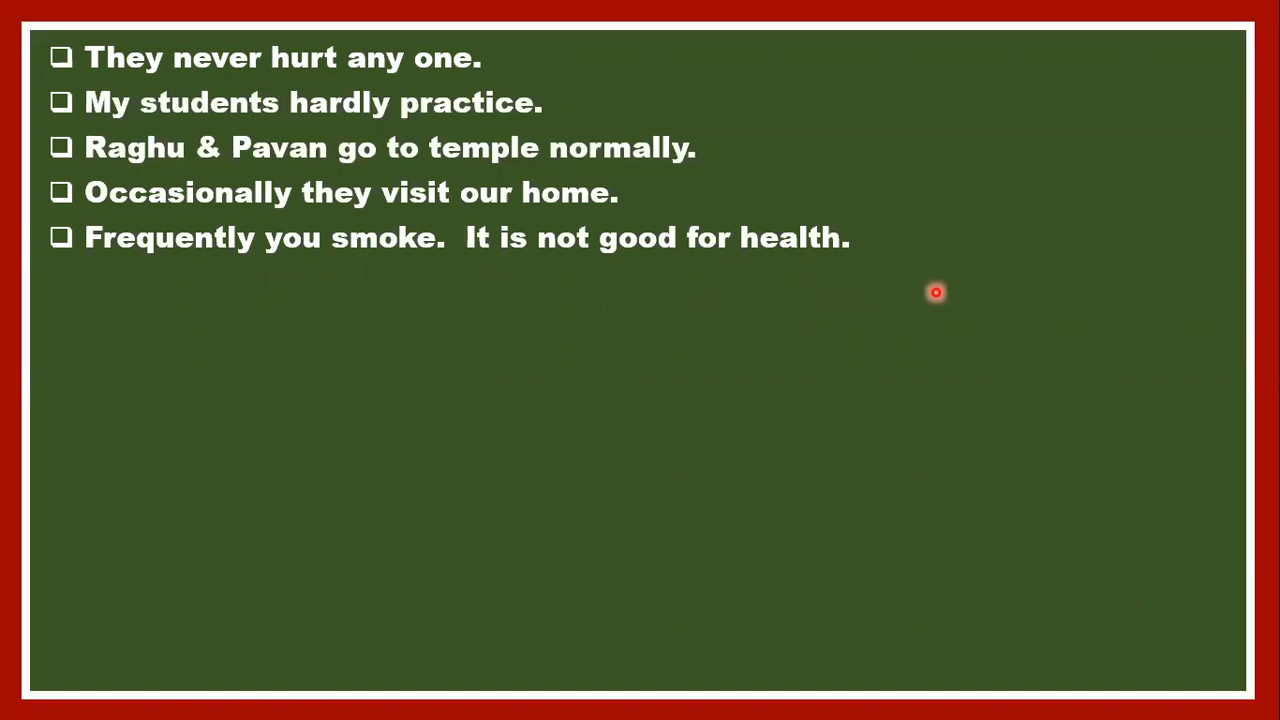 They never hurt any one.
My students hardly practice.
Raghu & Pavan go to temple normally.
Occasionally they visit our home.
Frequently you smoke.  It is not good for health.